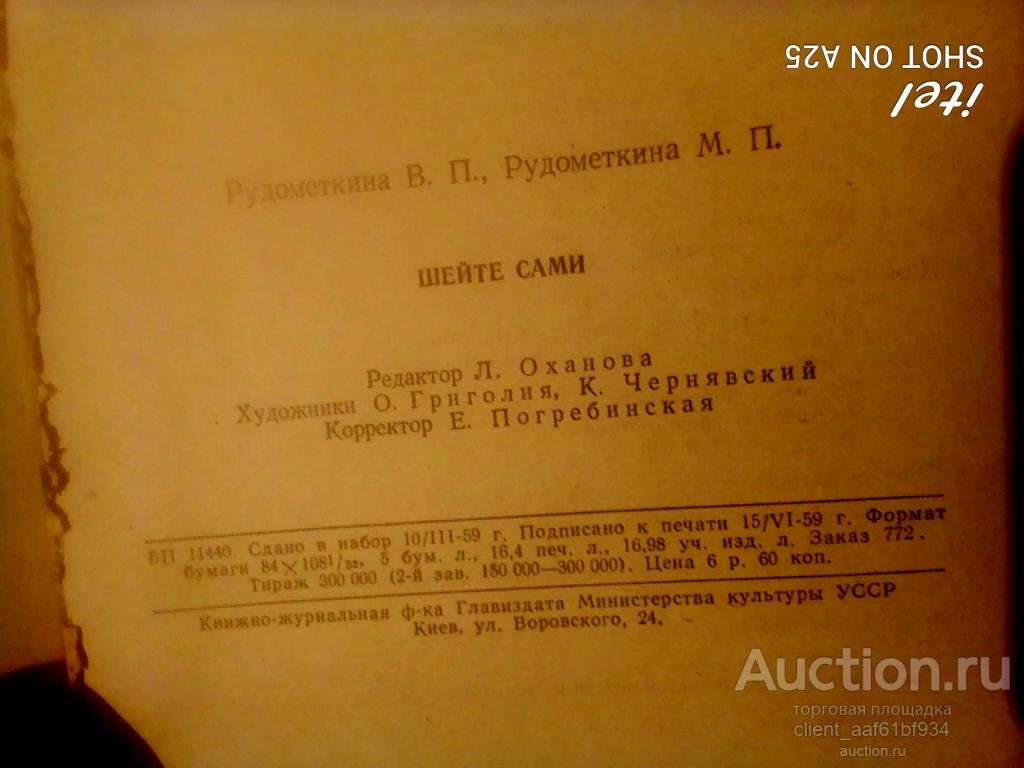 itel
SHOT ON A25
Рудометкина В. П., Рудометкина М. П.
ШЕЙТЕ САМИ
Редактор Л. Оханова
Художники О. Григолия, К. Чернявский
Корректор Е. Погребинская
БП 11440. Сдано в набор 10/III-59 г. Подписано к печати 15/VI-59 г. Формат
бумаги 84×108 1/32, 5 бум. л., 16,4 печ. л., 16,98 уч. изд. л. Заказ 772.
Тираж 300 000 (2-й зав. 150 000—300 000). Цена 6 р. 60 коп.
Книжно-журнальная ф-ка Главиздата Министерства культуры УССР
Киев, ул. Воровского, 24.
Auction.ru
торговая площадка
client_aaf61bf934
auction.ru